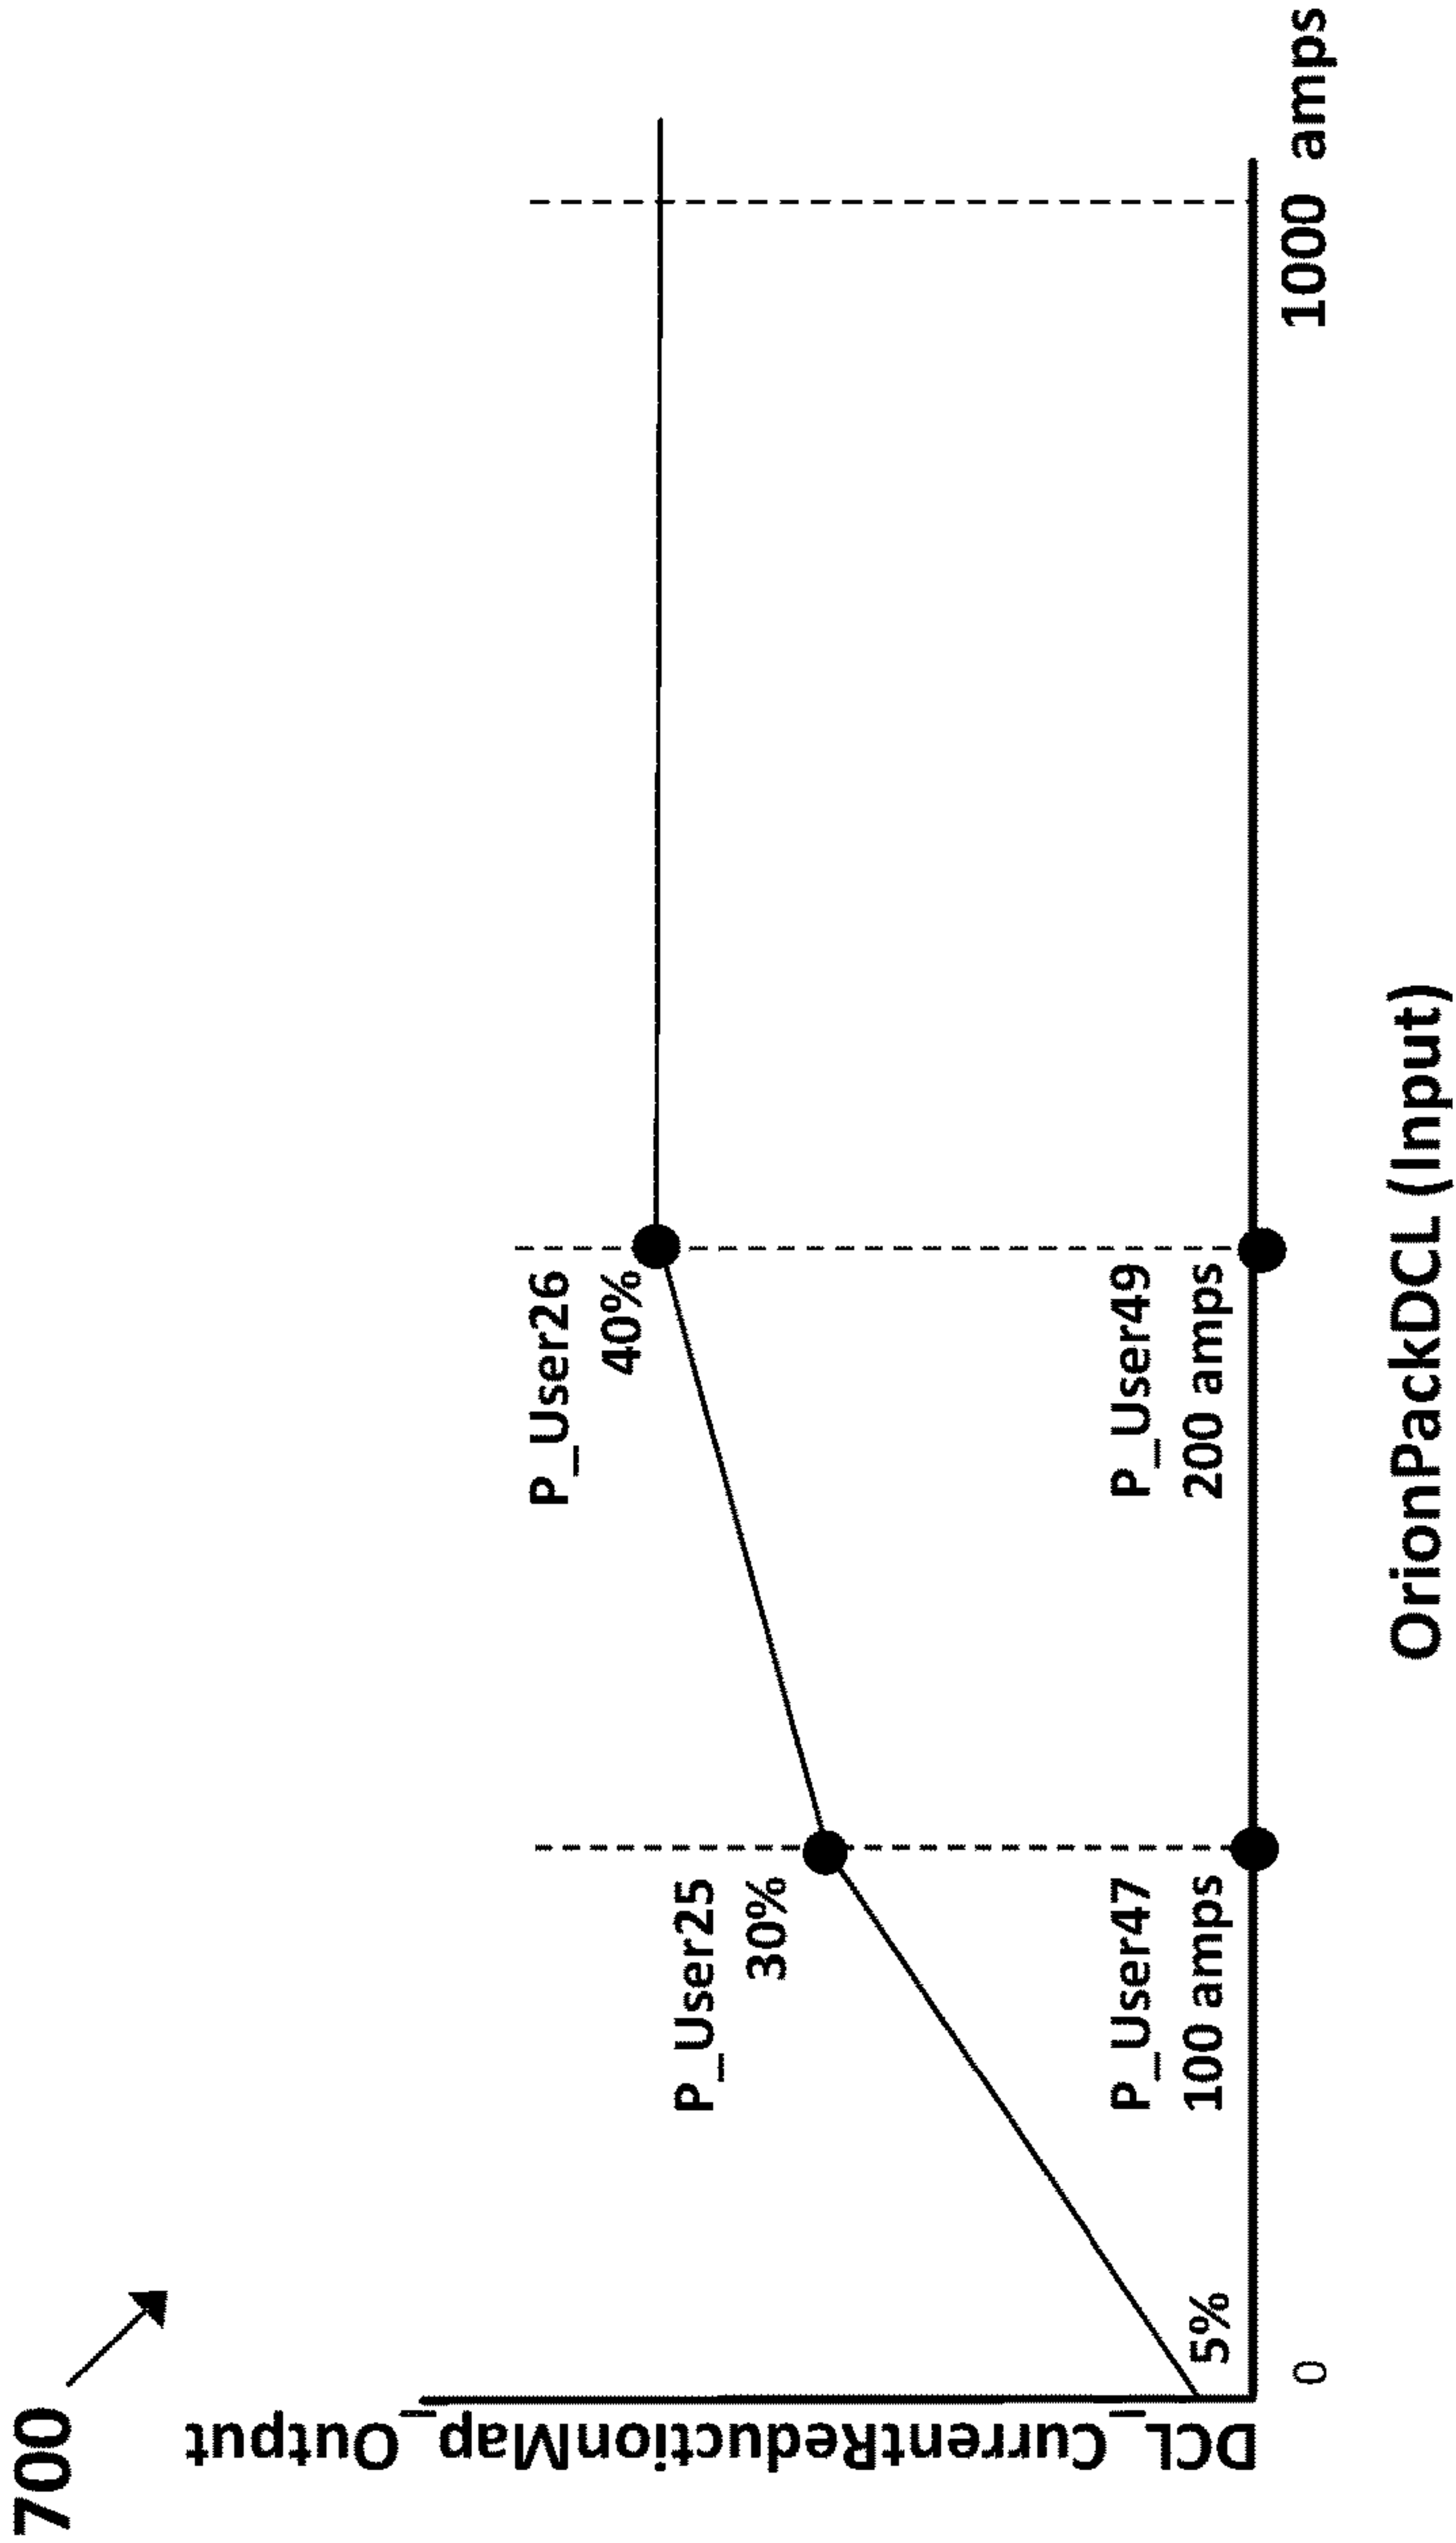 700
DCL_CurrentReductionMap_Output
P_User26
40%
P_User25
30%
P_User47
100 amps
P_User49
200 amps
5%
0
1000 amps
OrionPackDCL (Input)